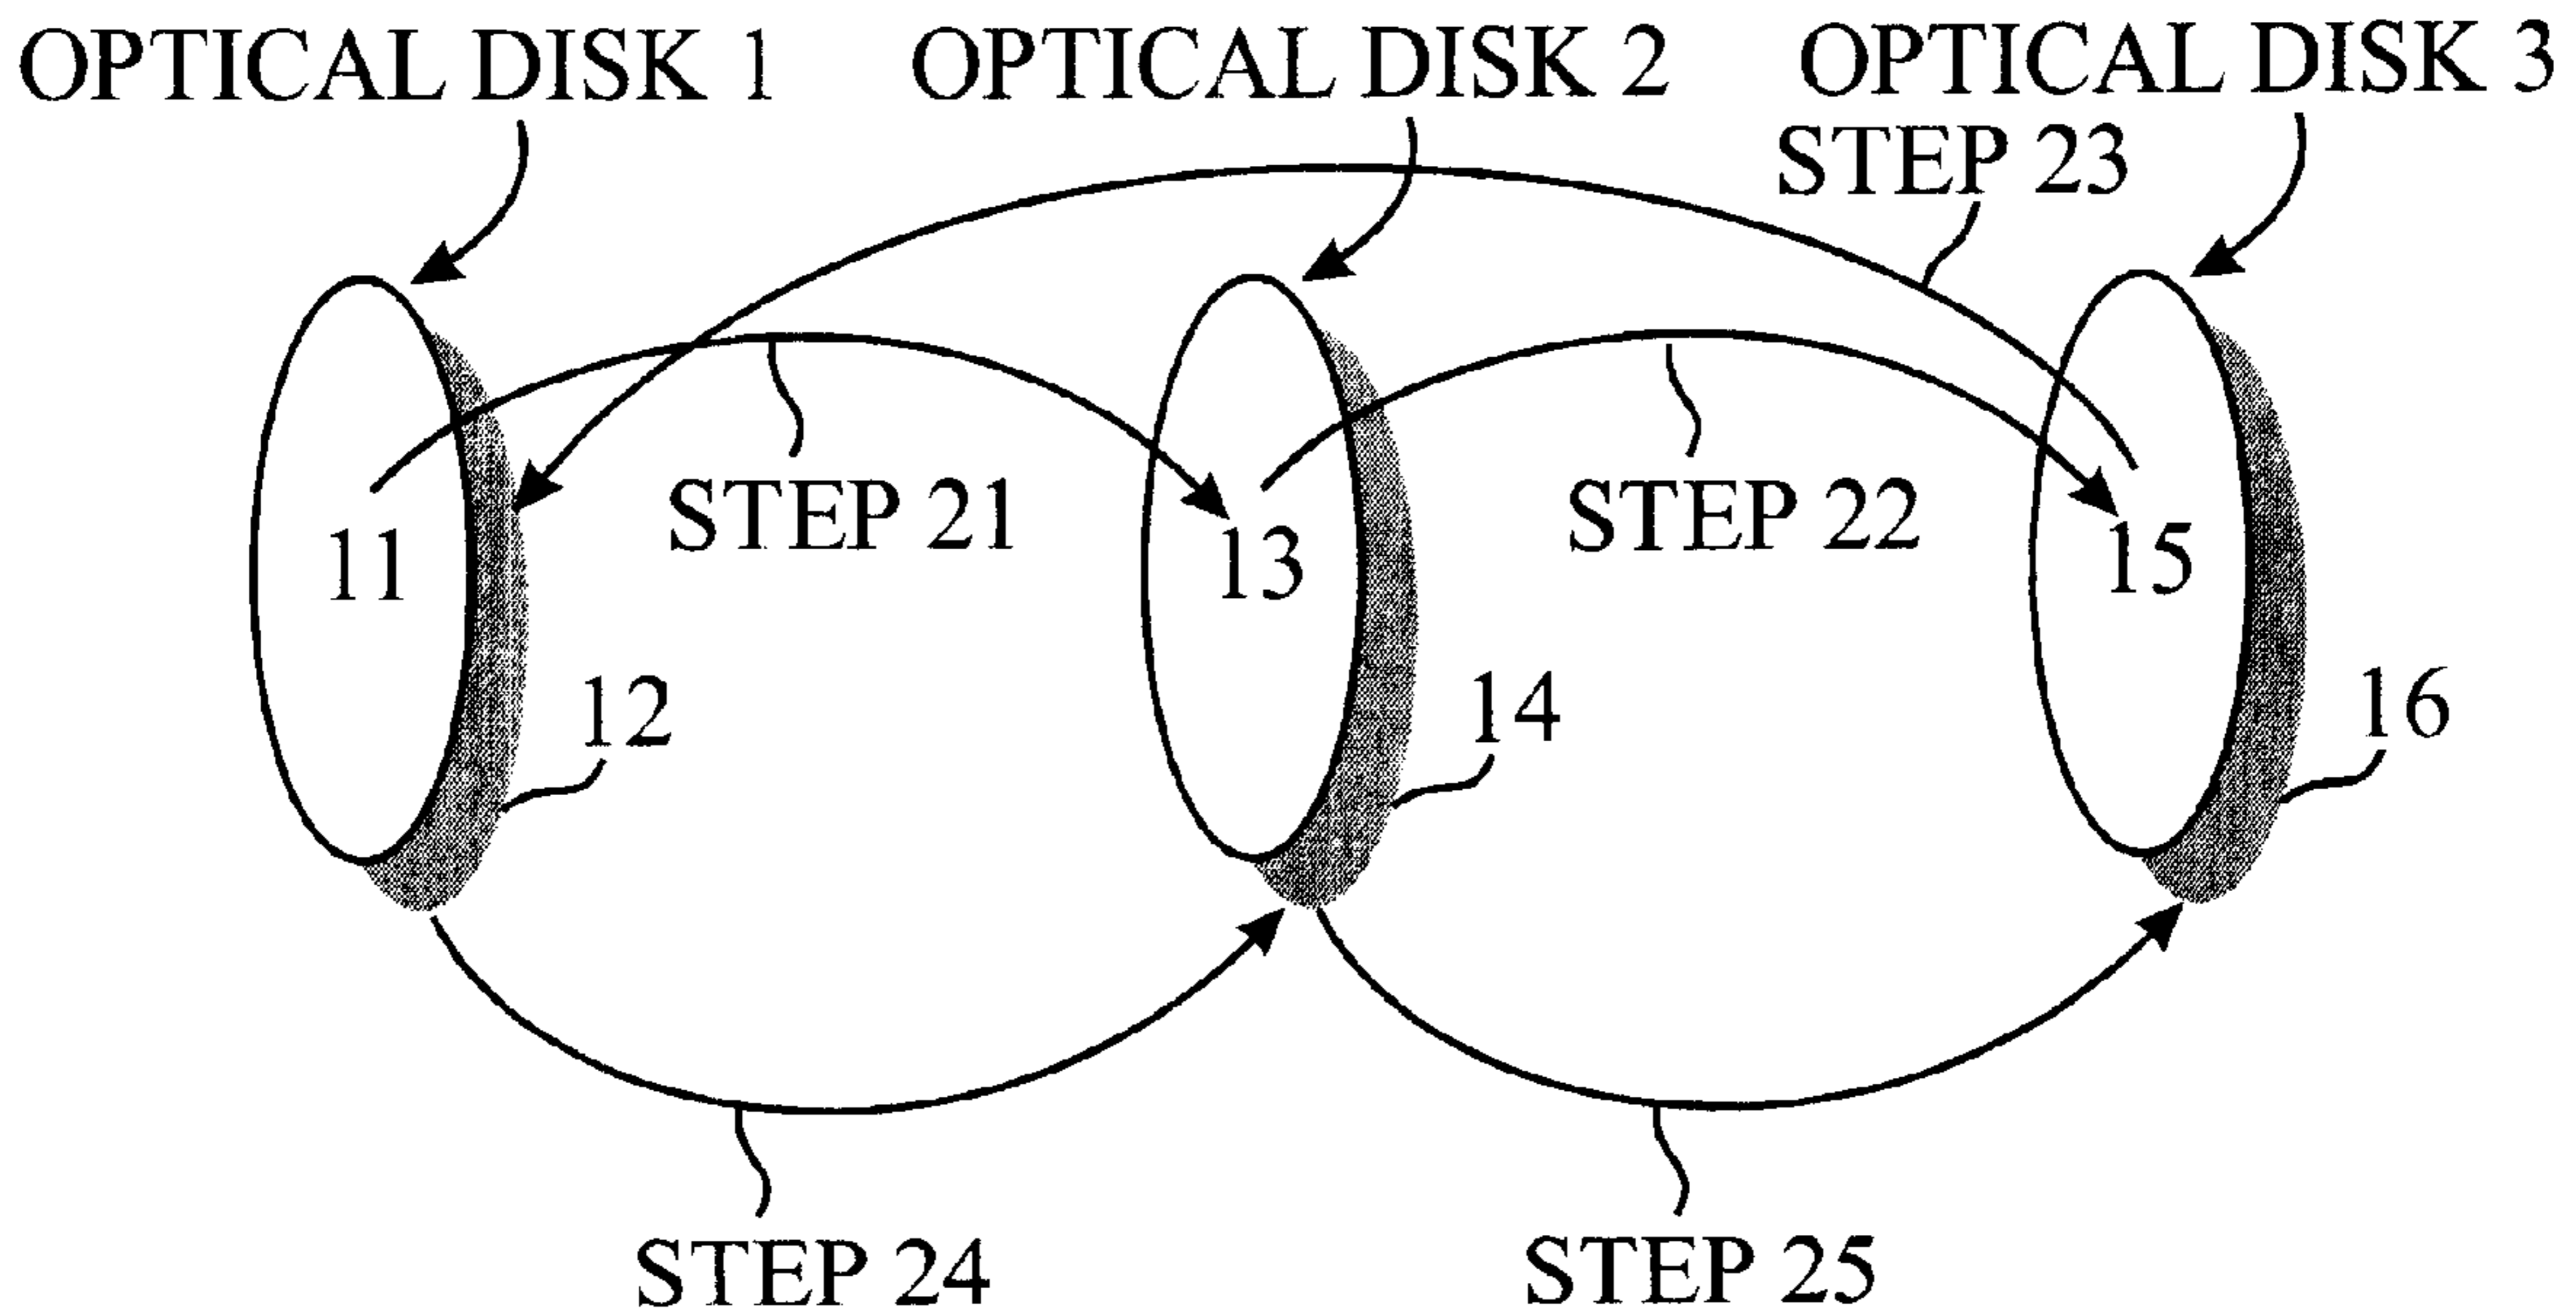 OPTICAL DISK 1
OPTICAL DISK 2
OPTICAL DISK 3
STEP 23
STEP 21
STEP 22
11
13
15
12
14
16
STEP 24
STEP 25